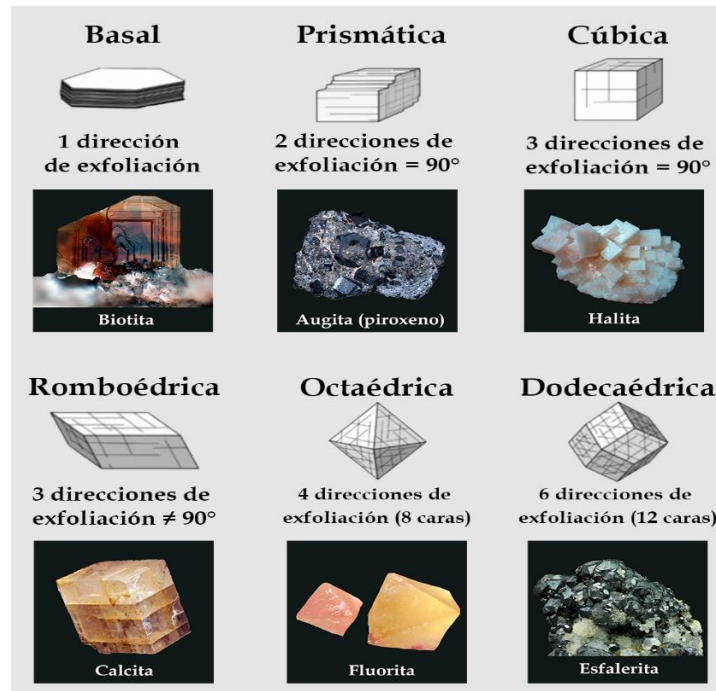 Basal
1 dirección
de exfoliación
Biotita
Prismática
2 direcciones de
exfoliación = 90°
Augita (piroxeno)
Cúbica
3 direcciones de
exfoliación = 90°
Halita
Romboédrica
3 direcciones de
exfoliación ≠ 90°
Calcita
Octaédrica
4 direcciones de
exfoliación (8 caras)
Fluorita
Dodecaédrica
6 direcciones de
exfoliación (12 caras)
Esfalerita